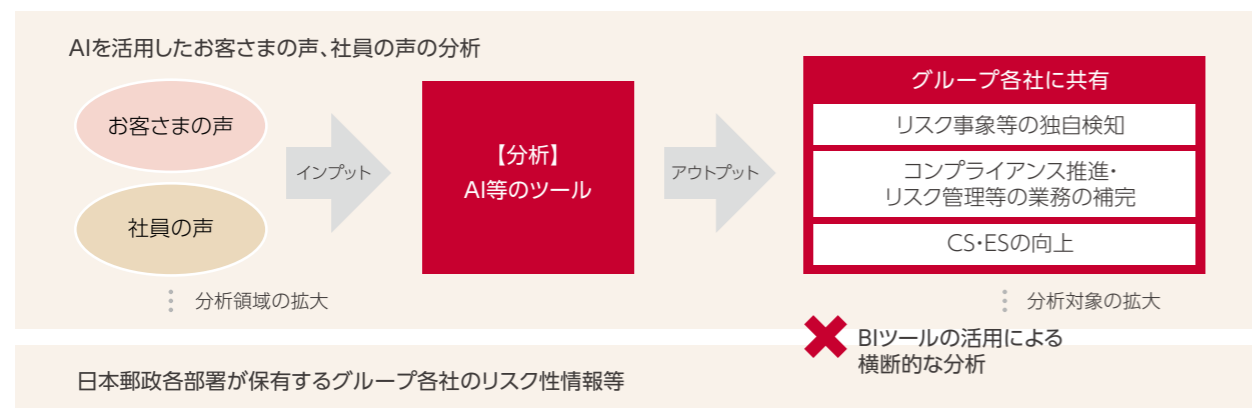 AIを活用したお客さまの声、社員の声の分析
お客さまの声
社員の声
分析領域の拡大
インプット
【分析】
AI等のツール
アウトプット
グループ各社に共有
リスク事象等の独自検知
コンプライアンス推進・
リスク管理等の業務の補完
CS・ESの向上
分析対象の拡大
BIツールの活用による
横断的な分析
日本郵政各部署が保有するグループ各社のリスク性情報等